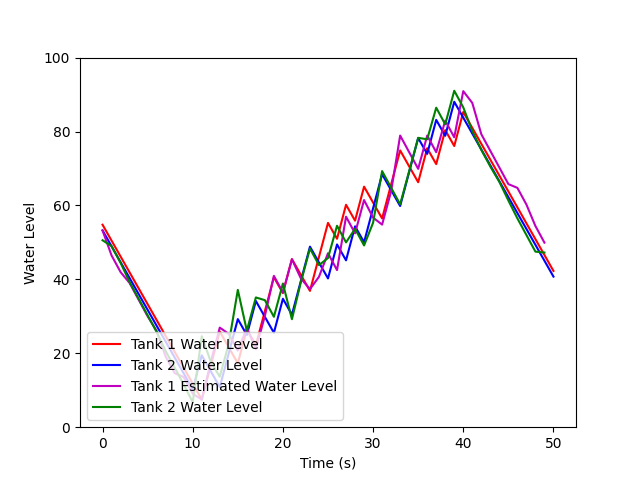 100
80
60
40
20
0
Water Level
Tank 1 Water Level
Tank 2 Water Level
Tank 1 Estimated Water Level
Tank 2 Water Level
0 10 20 30 40 50
Time (s)